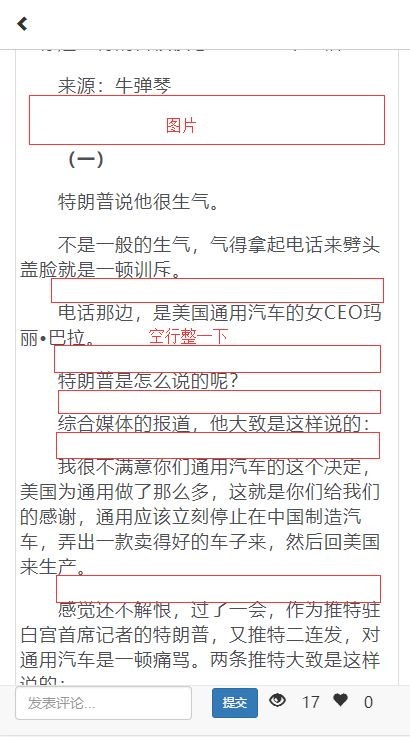 来源：牛弹琴
图片
（一）
特朗普说他很生气。
不是一般的生气，气得拿起电话来劈头
盖脸就是一顿训斥。
电话那边，是美国通用汽车的女CEO玛
丽•巴拉。
空行整一下
特朗普是怎么说的呢？
综合媒体的报道，他大致是这样说的：
我很不满意你们通用汽车的这个决定，
美国为通用做了那么多，这就是你们给我们
的感谢，通用应该立刻停止在中国制造汽
车，弄出一款卖得好的车子来，然后回美国
来生产。
感觉还不解恨，过了一会，作为推特驻
白宫首席记者的特朗普，又推特二连发，对
通用汽车是一顿痛骂。两条推特大致是这样
说的：
发表评论...
提交
17
0